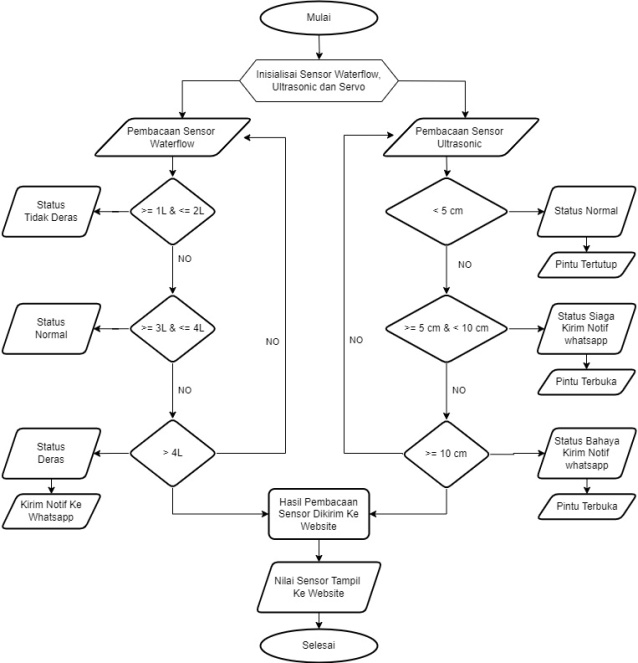 Mulai
Inisialisasi Sensor Waterflow,
Ultrasonic dan Servo
Pembacaan Sensor
Waterflow
Pembacaan Sensor
Ultrasonic
Status
Tidak Deras
>= 1L & <= 2L
< 5 cm
Status Normal
NO
NO
Pintu Tertutup
Status
Normal
>= 3L & <= 4L
NO
NO
>= 5 cm & < 10 cm
Status Siaga
Kirim Notif
whatsapp
Pintu Terbuka
NO
NO
Status
Deras
> 4L
>= 10 cm
Status Bahaya
Kirim Notif
whatsapp
Kirim Notif Ke
Whatsapp
Hasil Pembacaan
Sensor Dikirim Ke
Website
Pintu Terbuka
Nilai Sensor Tampil
Ke Website
Selesai